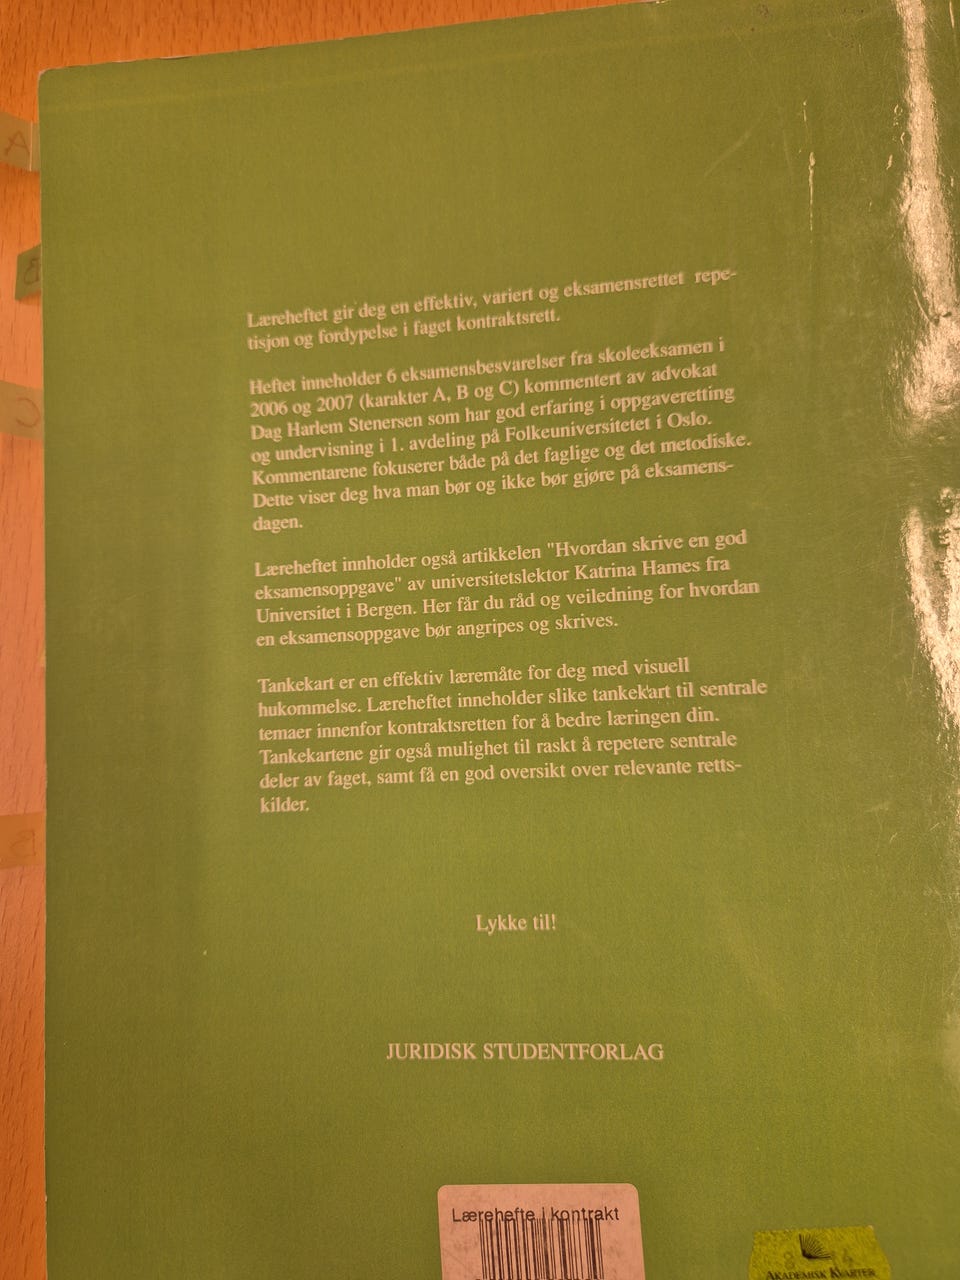 Læreheftet gir deg en effektiv, variert og eksamensrettet repe-
tisjon og fordypelse i faget kontraktsrett.
Heftet inneholder 6 eksamensbesvarelser fra skoleeksamen i
2006 og 2007 (karakter A, B og C) kommentert av advokat
Dag Harlem Stenersen som har god erfaring i oppgaveretting
og undervisning i 1. avdeling på Folkeuniversitetet i Oslo.
Kommentarene fokuserer både på det faglige og det metodiske.
Dette viser deg hva man bør og ikke bør gjøre på eksamens-
dagen.
Læreheftet innholder også artikkelen "Hvordan skrive en god
eksamensoppgave" av universitetslektor Katrina Hames fra
Universitet i Bergen. Her får du råd og veiledning for hvordan
en eksamensoppgave bør angripes og skrives.
Tankekart er en effektiv læremåte for deg med visuell
hukommelse. Læreheftet inneholder slike tankekart til sentrale
temaer innenfor kontraktsretten for å bedre læringen din.
Tankekartene gir også mulighet til raskt å repetere sentrale
deler av faget, samt få en god oversikt over relevante retts-
kilder.
Lykke til!
JURIDISK STUDENTFORLAG
Lærehefte i kontrakt
AKADEMISK KVARTER
A
B
C
B